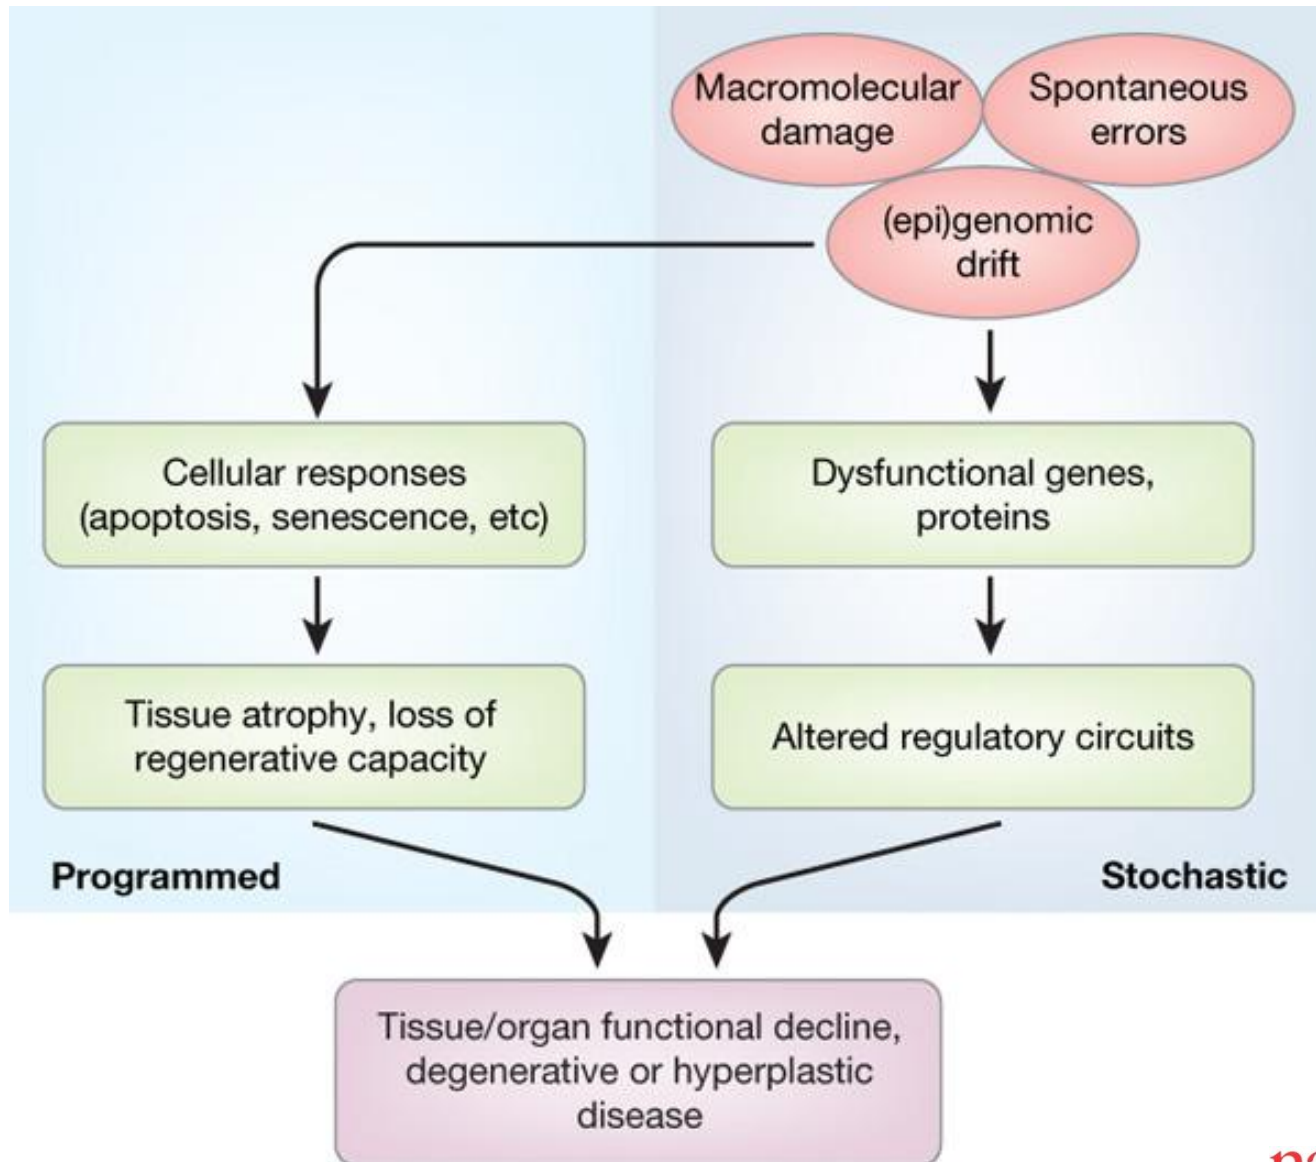 Macromolecular
damage
Spontaneous
errors
(epi)genomic
drift
Cellular responses
(apoptosis, senescence, etc)
Dysfunctional genes,
proteins
Tissue atrophy, loss of
regenerative capacity
Altered regulatory circuits
Programmed
Stochastic
Tissue/organ functional decline,
degenerative or hyperplastic
disease